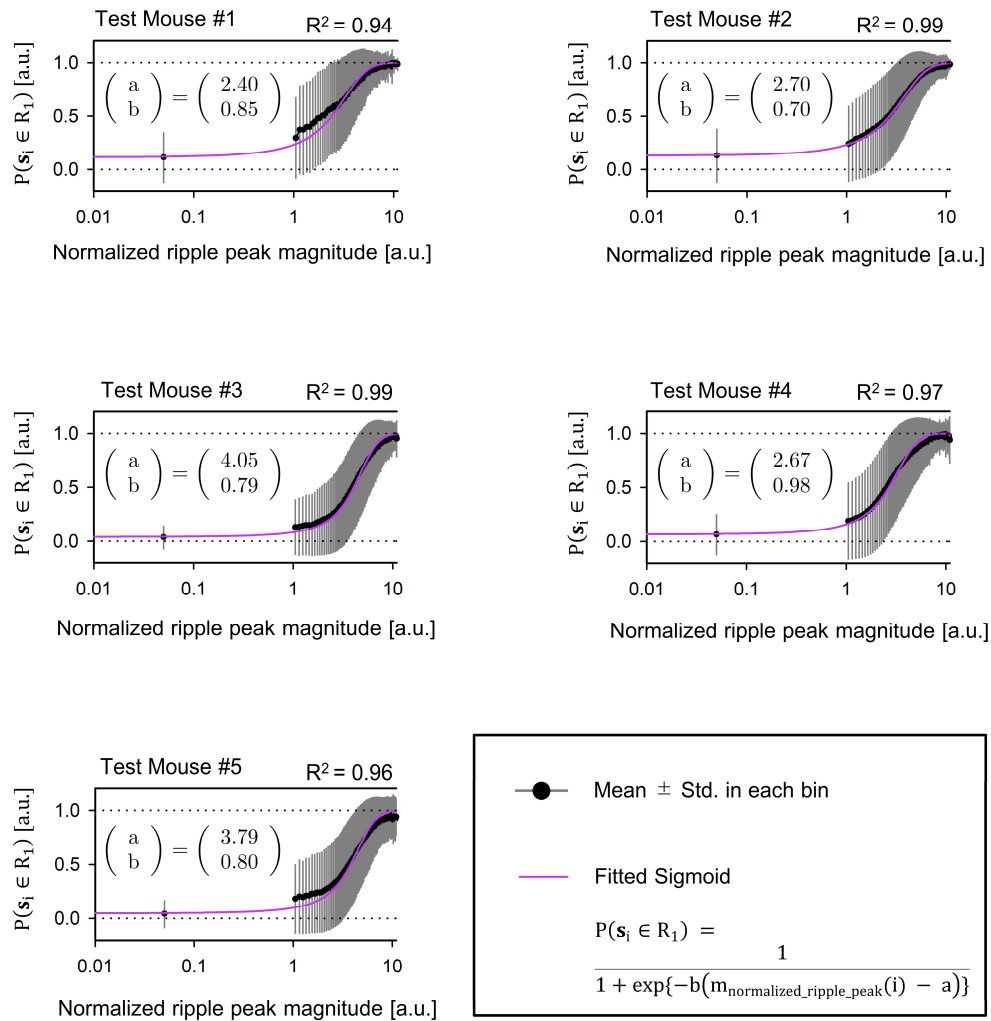 Test Mouse #1
R² = 0.94
P(sᵢ ∈ R₁) [a.u.]
1.0
0.5
0.0
( a b ) = ( 2.40 0.85 )
0.01 0.1 1 10
Normalized ripple peak magnitude [a.u.]
Test Mouse #2
R² = 0.99
P(sᵢ ∈ R₁) [a.u.]
1.0
0.5
0.0
( a b ) = ( 2.70 0.70 )
0.01 0.1 1 10
Normalized ripple peak magnitude [a.u.]
Test Mouse #3
R² = 0.99
P(sᵢ ∈ R₁) [a.u.]
1.0
0.5
0.0
( a b ) = ( 4.05 0.79 )
0.01 0.1 1 10
Normalized ripple peak magnitude [a.u.]
Test Mouse #4
R² = 0.97
P(sᵢ ∈ R₁) [a.u.]
1.0
0.5
0.0
( a b ) = ( 2.67 0.98 )
0.01 0.1 1 10
Normalized ripple peak magnitude [a.u.]
Test Mouse #5
R² = 0.96
P(sᵢ ∈ R₁) [a.u.]
1.0
0.5
0.0
( a b ) = ( 3.79 0.80 )
0.01 0.1 1 10
Normalized ripple peak magnitude [a.u.]
Mean ± Std. in each bin
Fitted Sigmoid
P(sᵢ ∈ R₁) =
1
1 + exp{−b(m_normalized_ripple_peak(i) − a)}